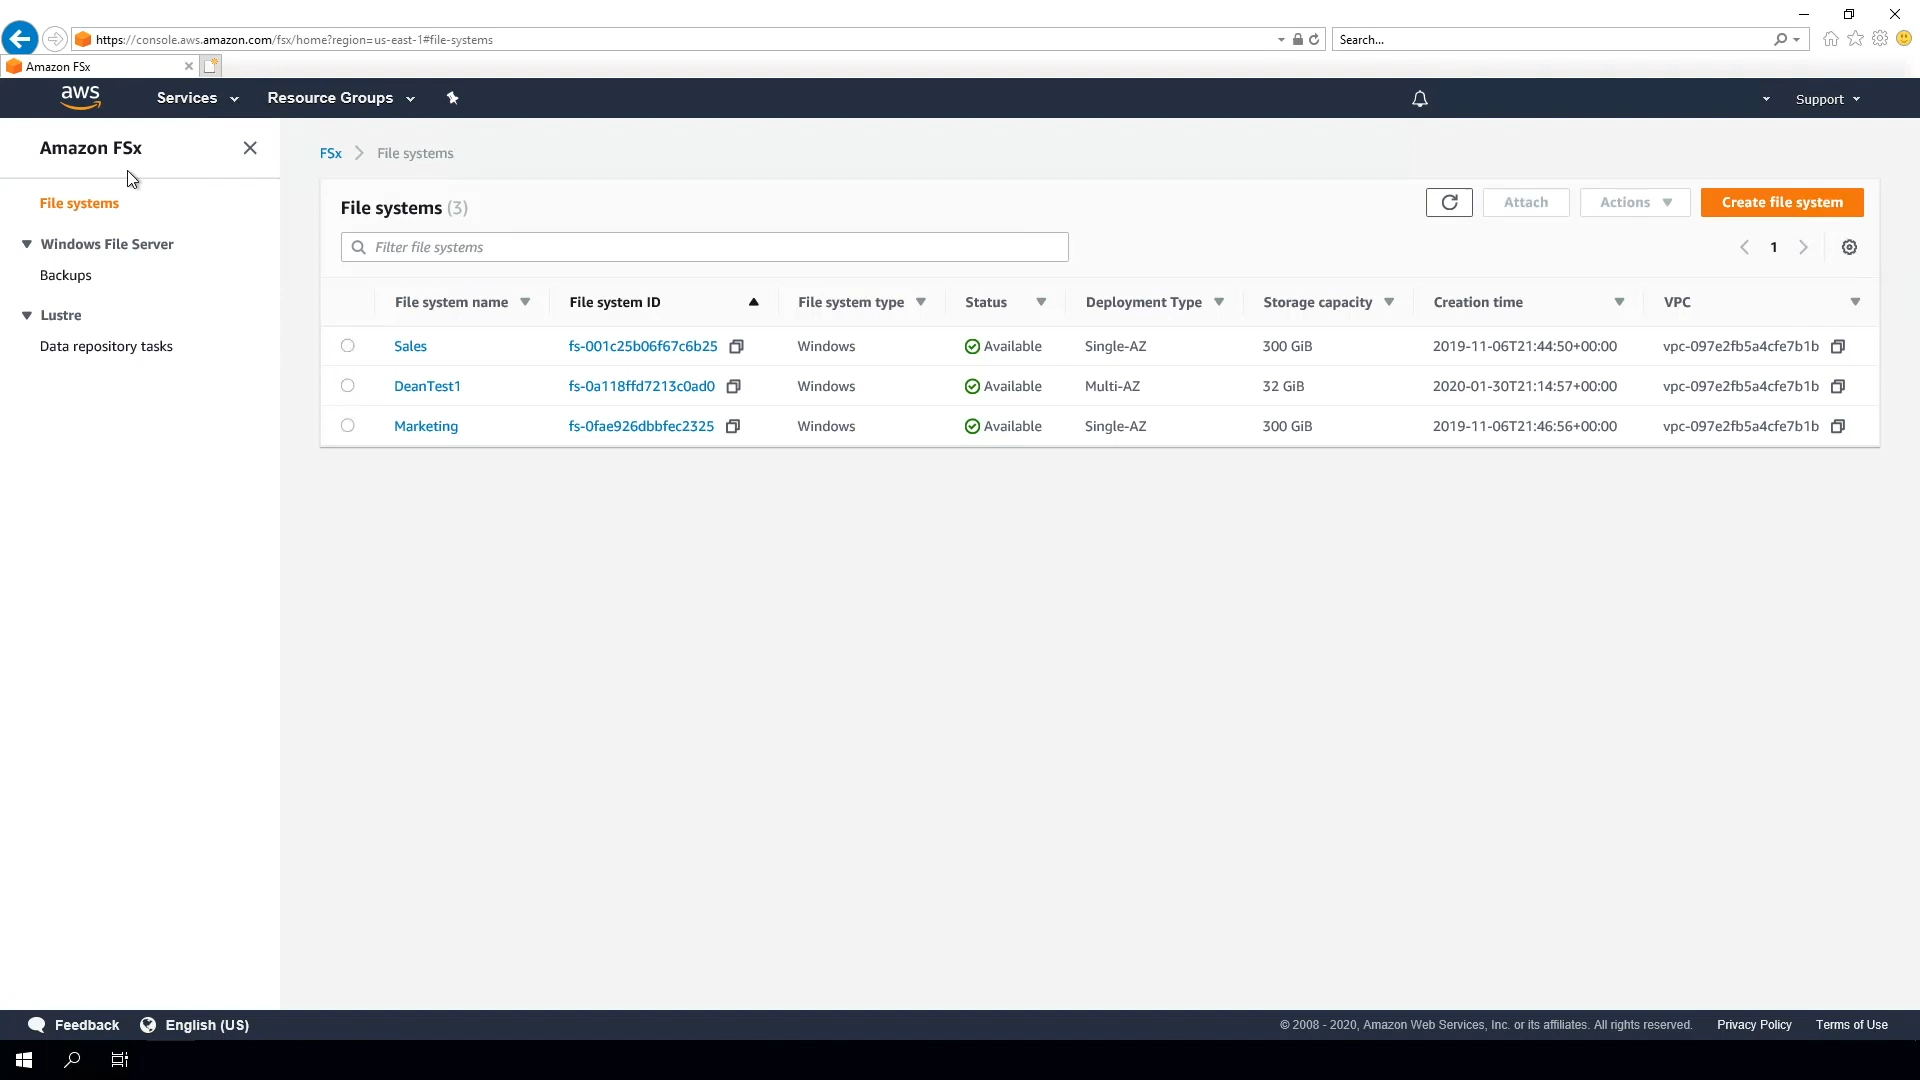 https://console.aws.amazon.com/fsx/home?region=us-east-1#file-systems
Search...
Amazon FSx
aws
Services
Resource Groups
Support
Amazon FSx
File systems
Windows File Server
Backups
Lustre
Data repository tasks
FSx
File systems
File systems (3)
Attach
Actions
Create file system
Filter file systems
1
File system name File system ID File system type Status Deployment Type Storage capacity Creation time VPC
Sales fs-001c25b06f67c6b25 Windows Available Single-AZ 300 GiB 2019-11-06T21:44:50+00:00 vpc-097e2fb5a4cfe7b1b
DeanTest1 fs-0a118ffd7213c0ad0 Windows Available Multi-AZ 32 GiB 2020-01-30T21:14:57+00:00 vpc-097e2fb5a4cfe7b1b
Marketing fs-0fae926dbbfec2325 Windows Available Single-AZ 300 GiB 2019-11-06T21:46:56+00:00 vpc-097e2fb5a4cfe7b1b
Feedback
English (US)
© 2008 - 2020, Amazon Web Services, Inc. or its affiliates. All rights reserved.
Privacy Policy
Terms of Use